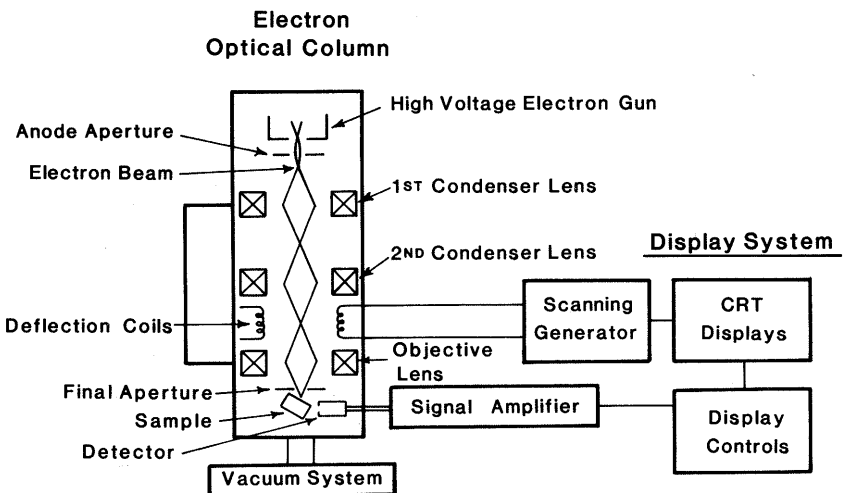 Electron
Optical Column
High Voltage Electron Gun
Anode Aperture
Electron Beam
1ST Condenser Lens
2ND Condenser Lens
Display System
Scanning
Generator
CRT
Displays
Deflection Coils
Objective
Lens
Final Aperture
Sample
Signal Amplifier
Display
Controls
Detector
Vacuum System